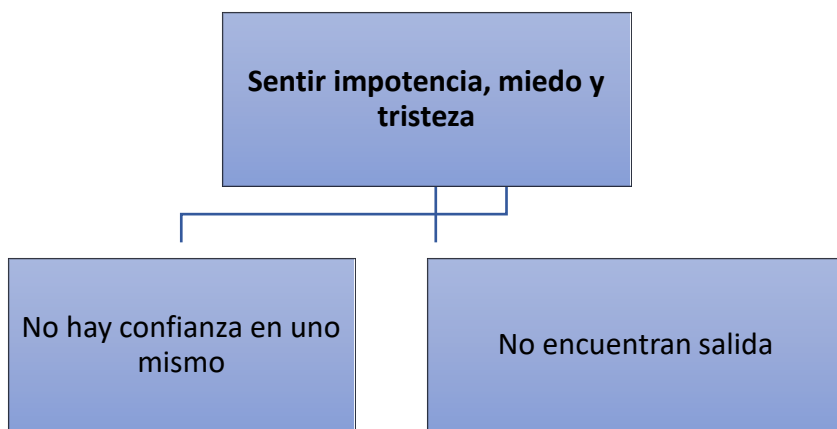 Sentir impotencia, miedo y
tristeza
No hay confianza en uno
mismo
No encuentran salida